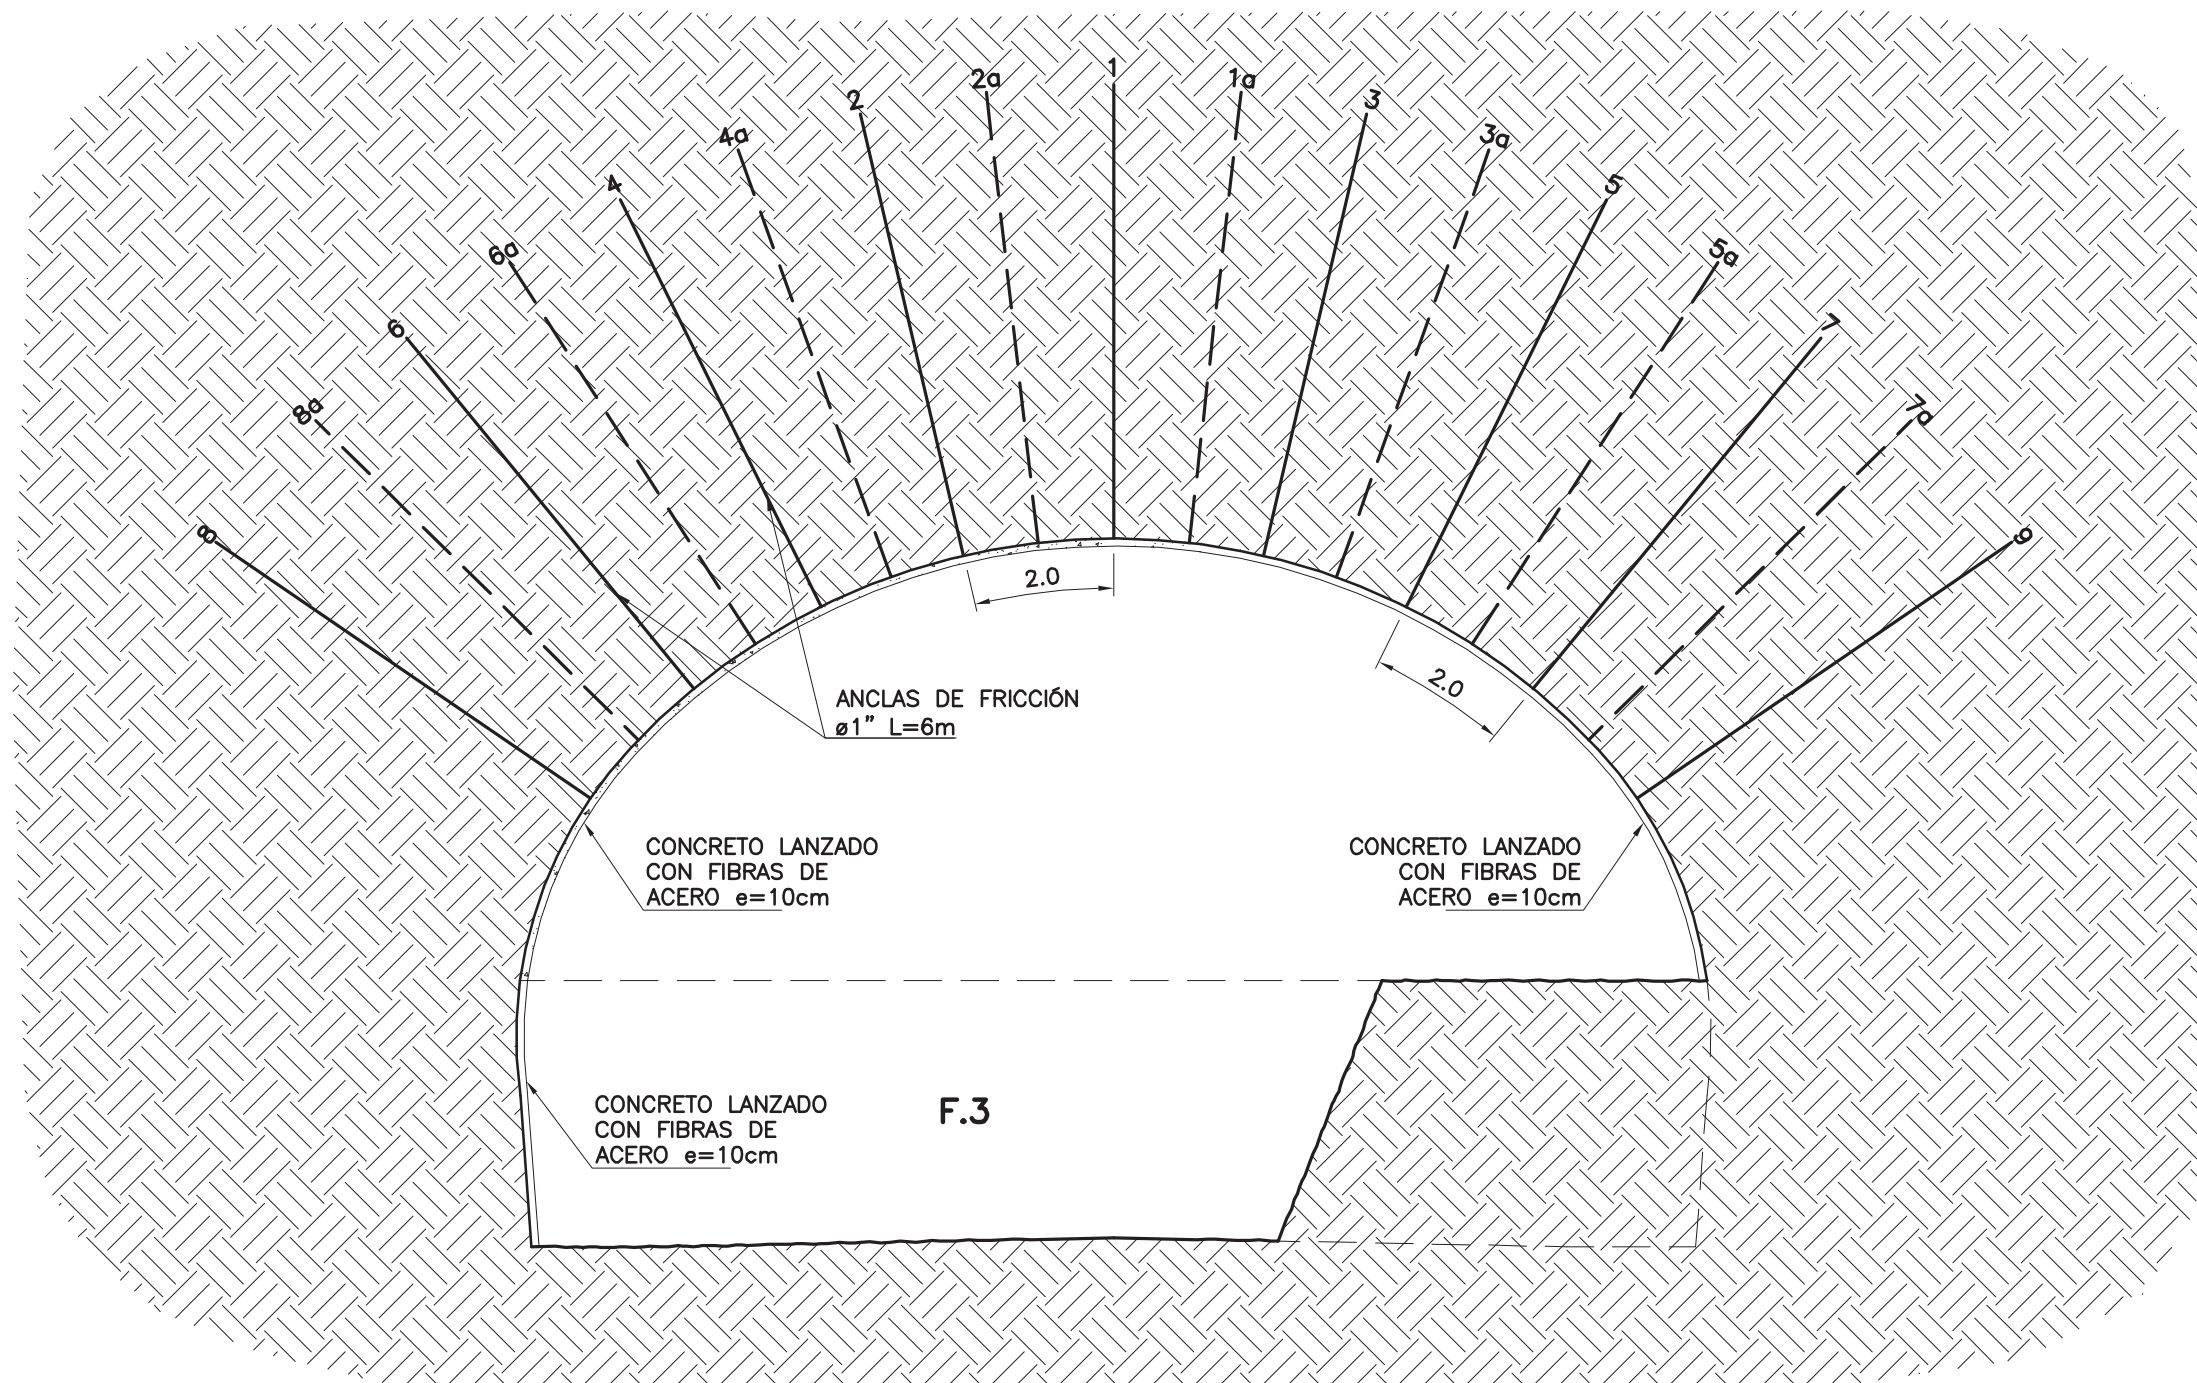 1
2a
1a
2
3
4a
3a
4
5
6a
5a
6
7
8a
7a
8
9
2.0
2.0
ANCLAS DE FRICCIÓN
ø1" L=6m
CONCRETO LANZADO
CON FIBRAS DE
ACERO e=10cm
CONCRETO LANZADO
CON FIBRAS DE
ACERO e=10cm
CONCRETO LANZADO
CON FIBRAS DE
ACERO e=10cm
F.3